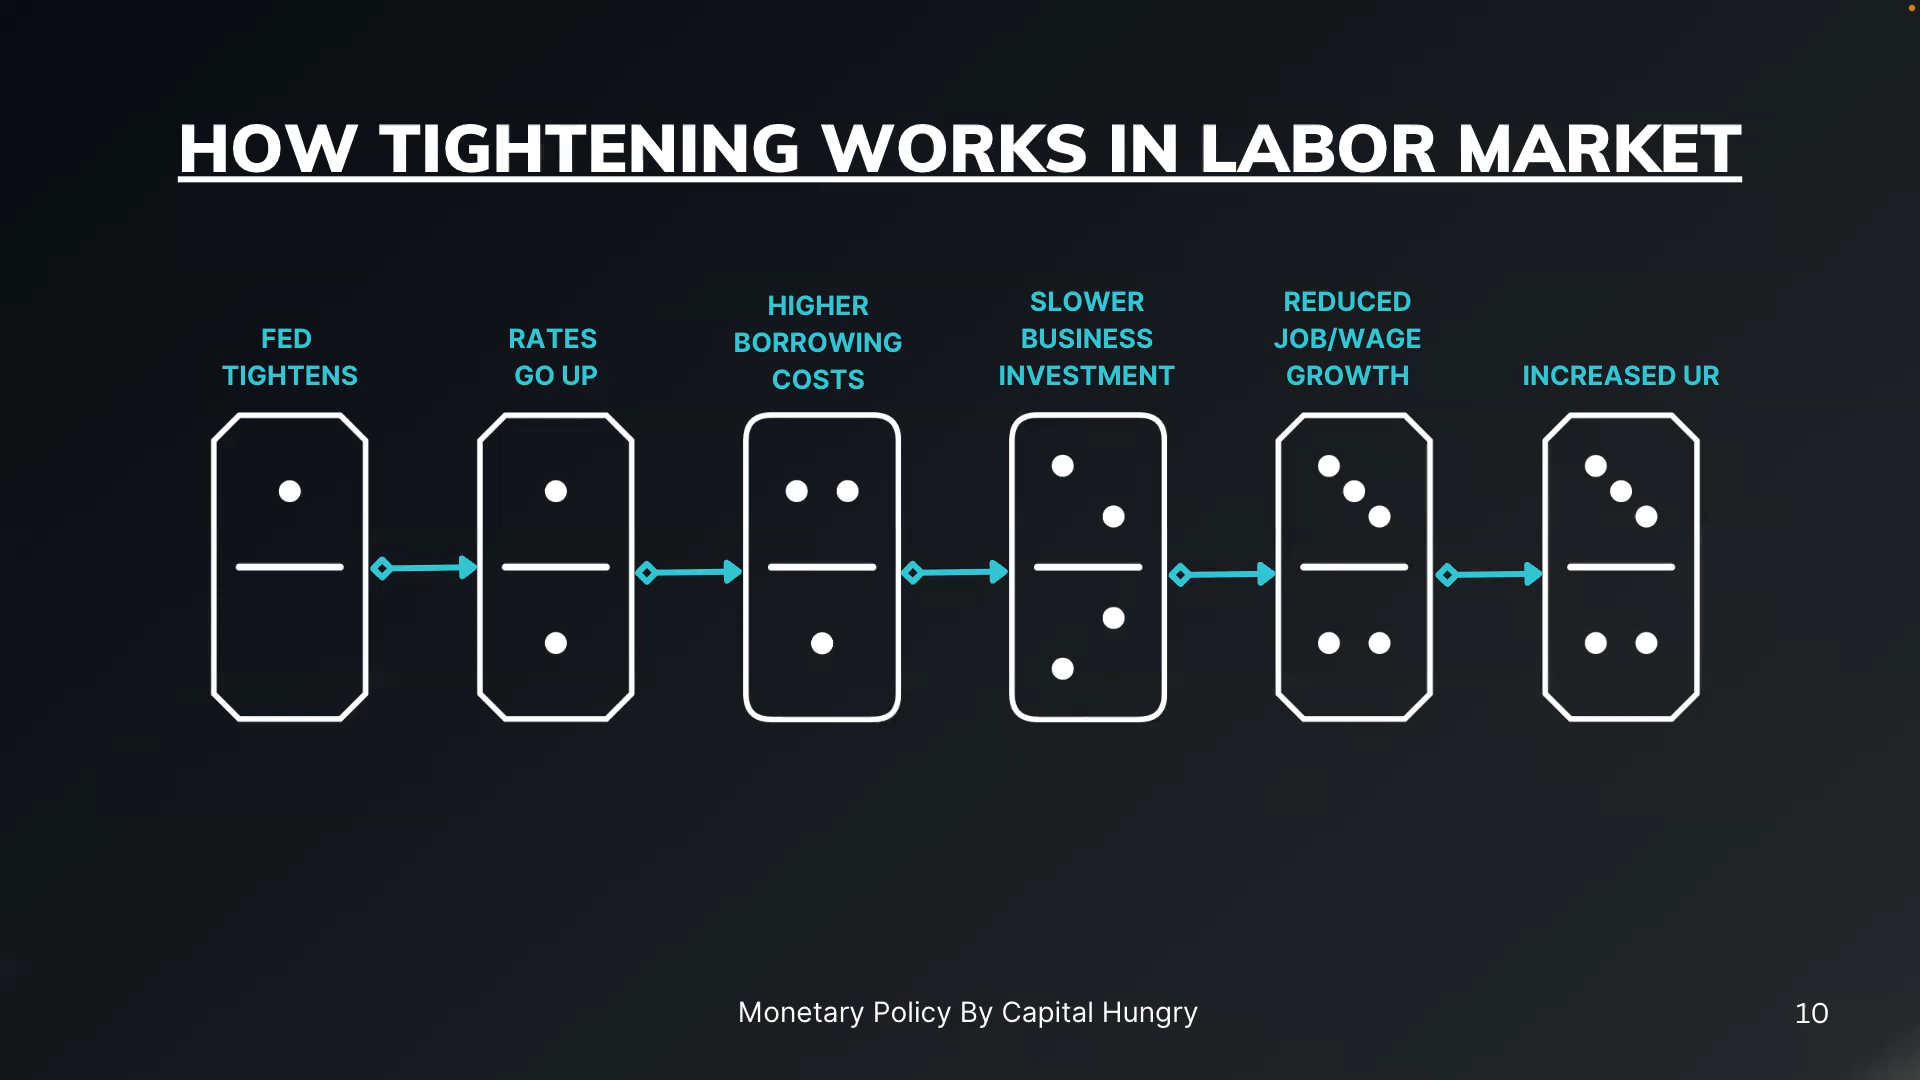 HOW TIGHTENING WORKS IN LABOR MARKET
FED
TIGHTENS
RATES
GO UP
HIGHER
BORROWING
COSTS
SLOWER
BUSINESS
INVESTMENT
REDUCED
JOB/WAGE
GROWTH
INCREASED UR
Monetary Policy By Capital Hungry
10